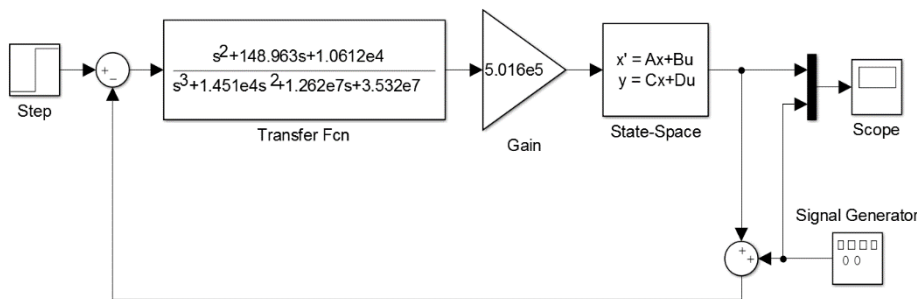 s²+148.963s+1.0612e4
s³+1.451e4s²+1.262e7s+3.532e7
Transfer Fcn
Step
5.016e5
Gain
x' = Ax+Bu
y = Cx+Du
State-Space
Scope
Signal Generator
+
−
+
+